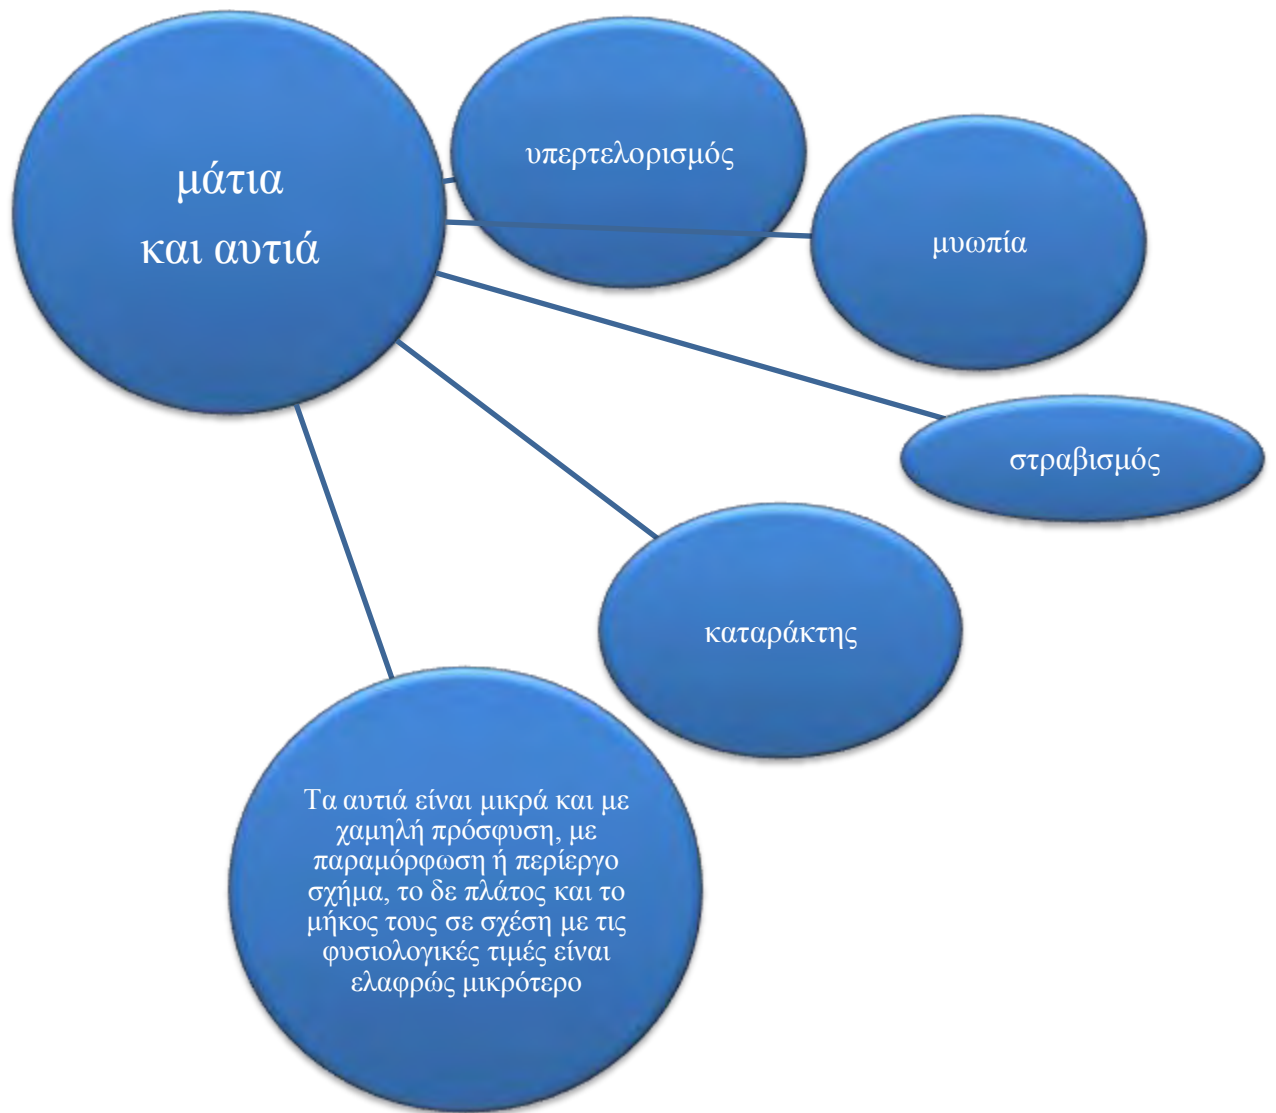 μάτια
και αυτιά
υπερτελορισμός
μυωπία
στραβισμός
καταράκτης
Τα αυτιά είναι μικρά και με
χαμηλή πρόσφυση, με
παραμόρφωση ή περίεργο
σχήμα, το δε πλάτος και το
μήκος τους σε σχέση με τις
φυσιολογικές τιμές είναι
ελαφρώς μικρότερο